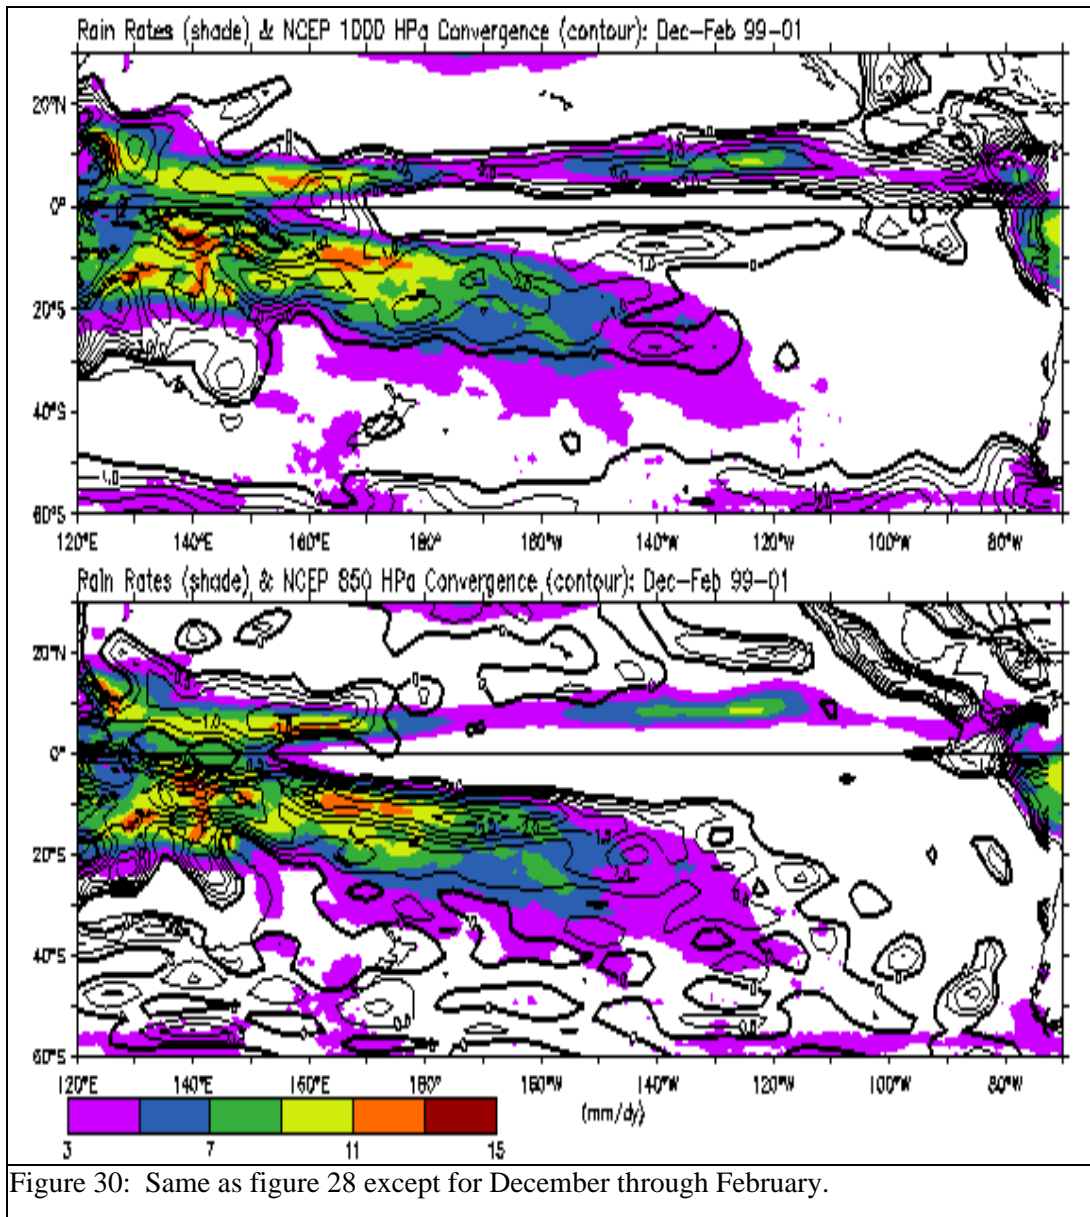 Rain Rates (shade) & NCEP 1000 HPa Convergence (contour): Dec-Feb 99-01
20°N
0°
20°S
40°S
60°S
120°E 140°E 160°E 180° 160°W 140°W 120°W 100°W 80°W
Rain Rates (shade) & NCEP 850 HPa Convergence (contour): Dec-Feb 99-01
20°N
0°
20°S
40°S
60°S
120°E 140°E 160°E 180° 160°W 140°W 120°W 100°W 80°W
(mm/dy)
3 7 11 15
Figure 30: Same as figure 28 except for December through February.